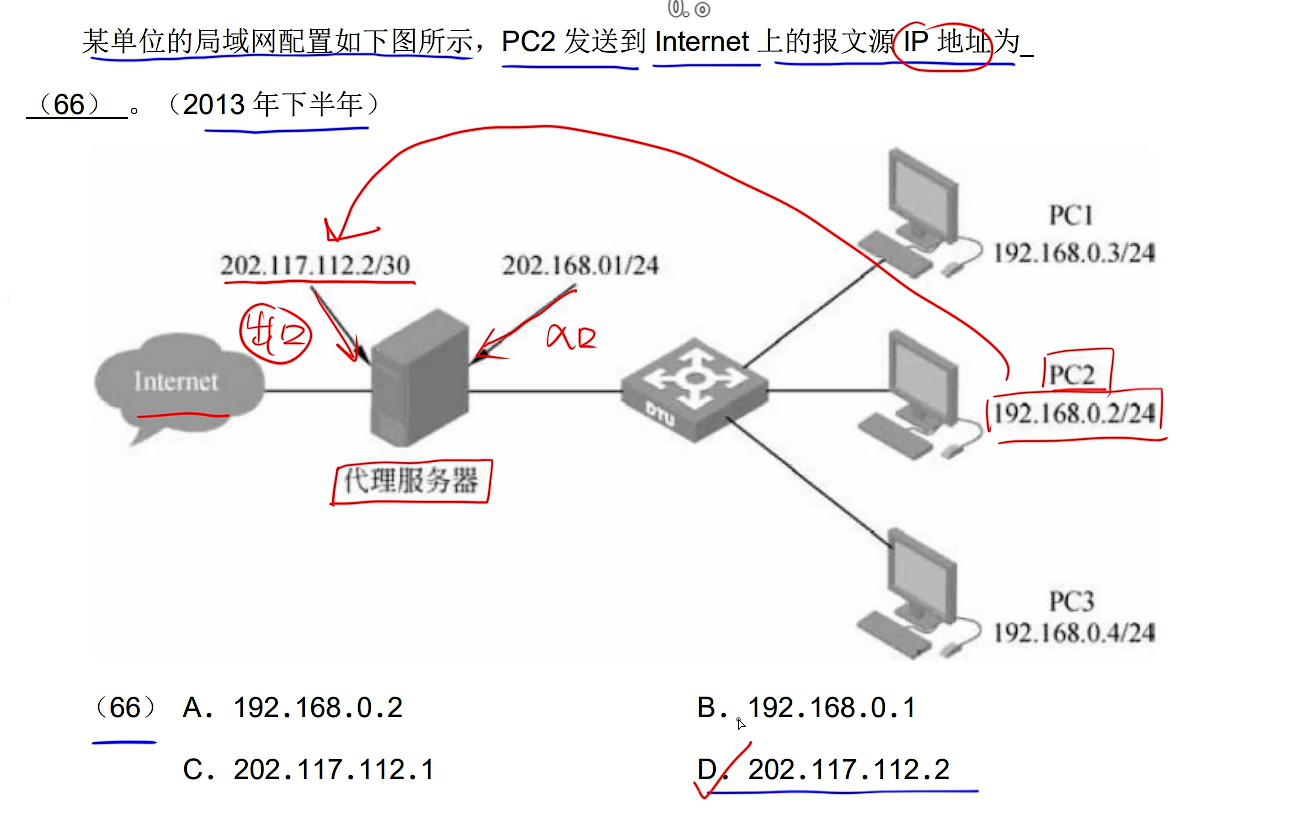 0.0
某单位的局域网配置如下图所示，PC2 发送到 Internet 上的报文源 IP 地址为_
（66） 。（2013 年下半年）
PC1
192.168.0.3/24
202.117.112.2/30
202.168.01/24
出口
入口
Internet
PC2
192.168.0.2/24
DTU
代理服务器
PC3
192.168.0.4/24
（66） A. 192.168.0.2 B. 192.168.0.1
C. 202.117.112.1 D. 202.117.112.2